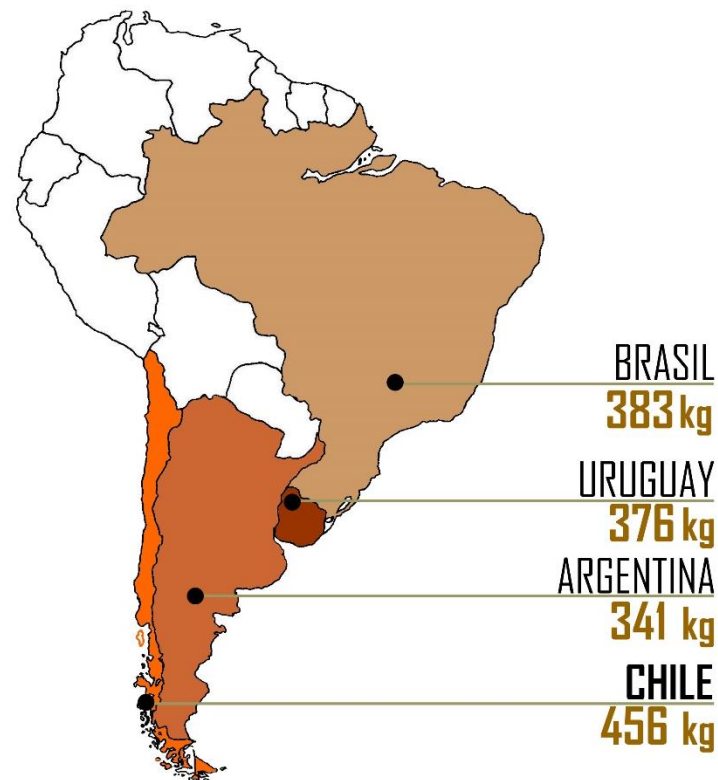 BRASIL
383 kg
URUGUAY
376 kg
ARGENTINA
341 kg
CHILE
456 kg